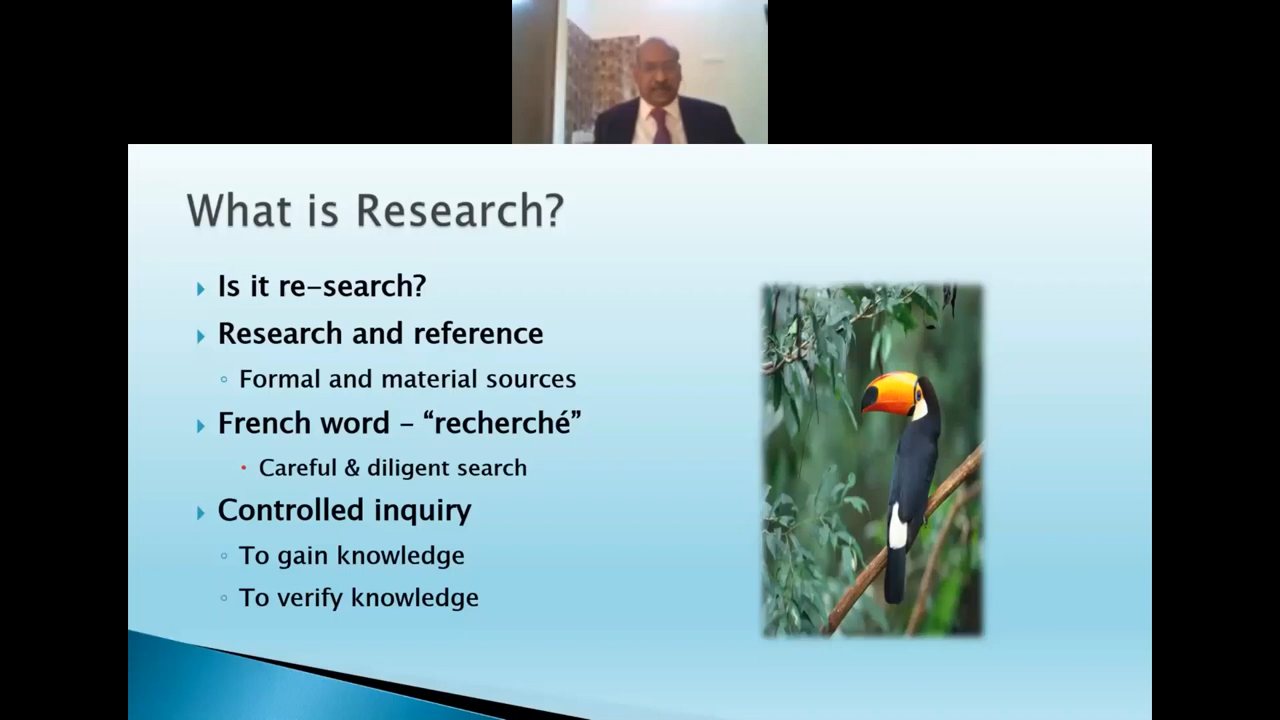 What is Research?
Is it re-search?
Research and reference
Formal and material sources
French word – “recherché”
Careful & diligent search
Controlled inquiry
To gain knowledge
To verify knowledge